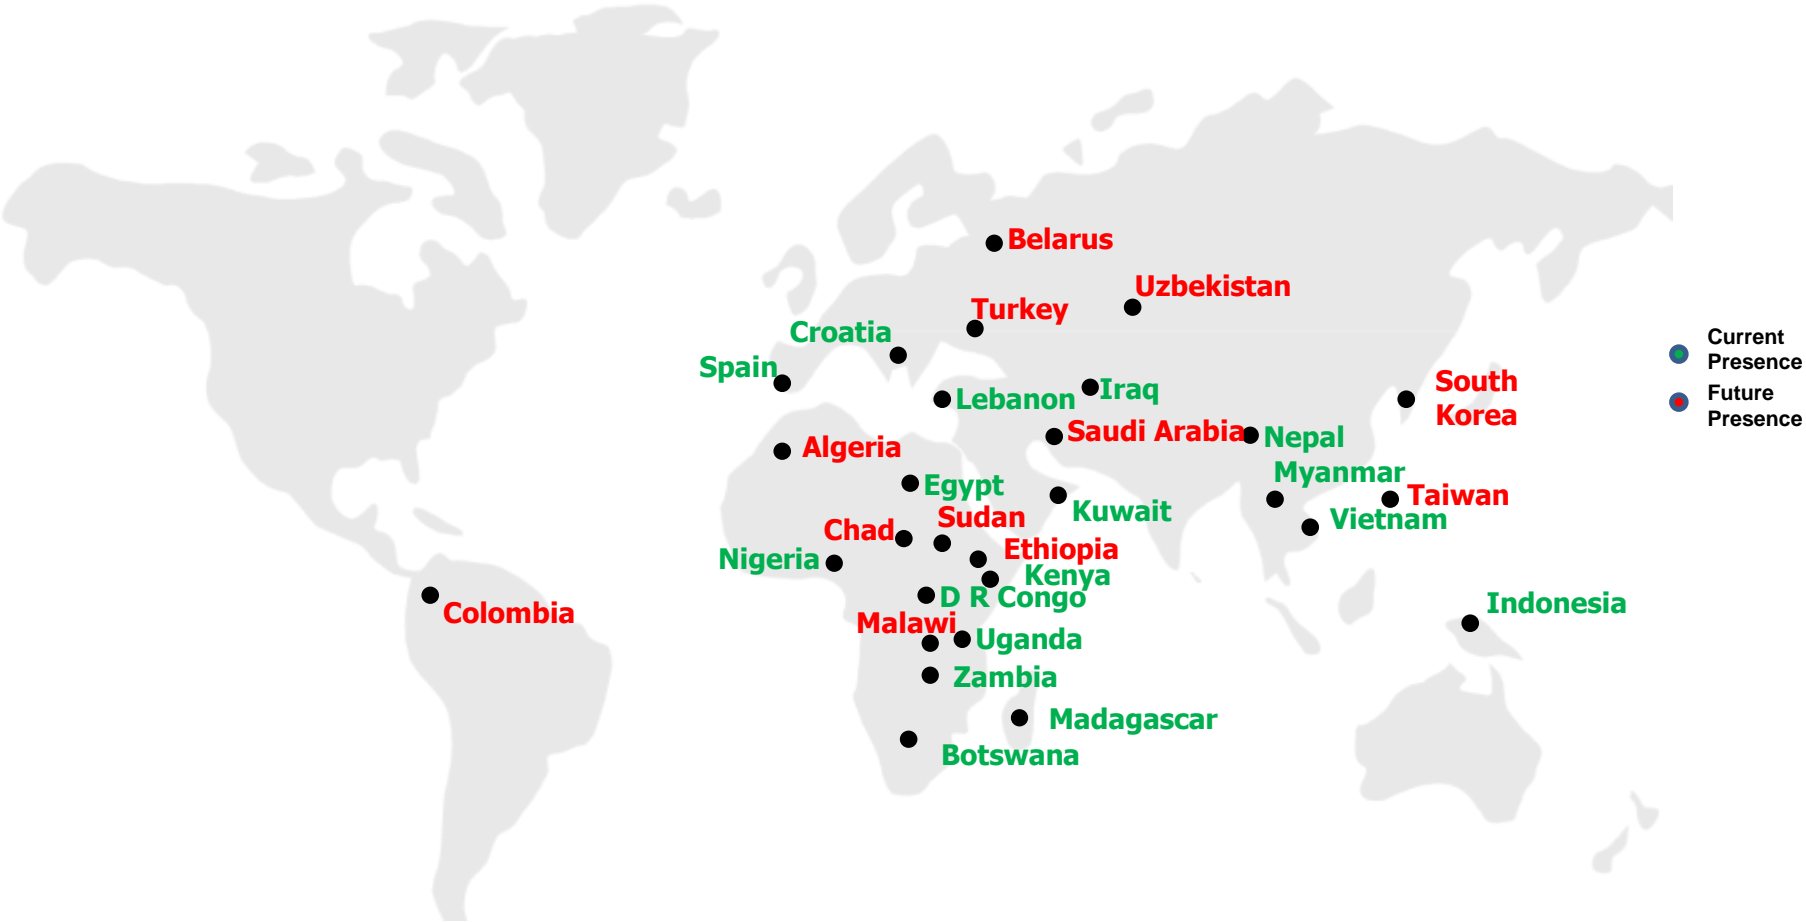 Belarus
Uzbekistan
Turkey
Croatia
Spain
Lebanon
Iraq
South
Korea
Saudi Arabia
Nepal
Algeria
Myanmar
Egypt
Taiwan
Kuwait
Vietnam
Sudan
Chad
Ethiopia
Nigeria
Kenya
D R Congo
Indonesia
Colombia
Malawi
Uganda
Zambia
Madagascar
Botswana
Current
Presence
Future
Presence